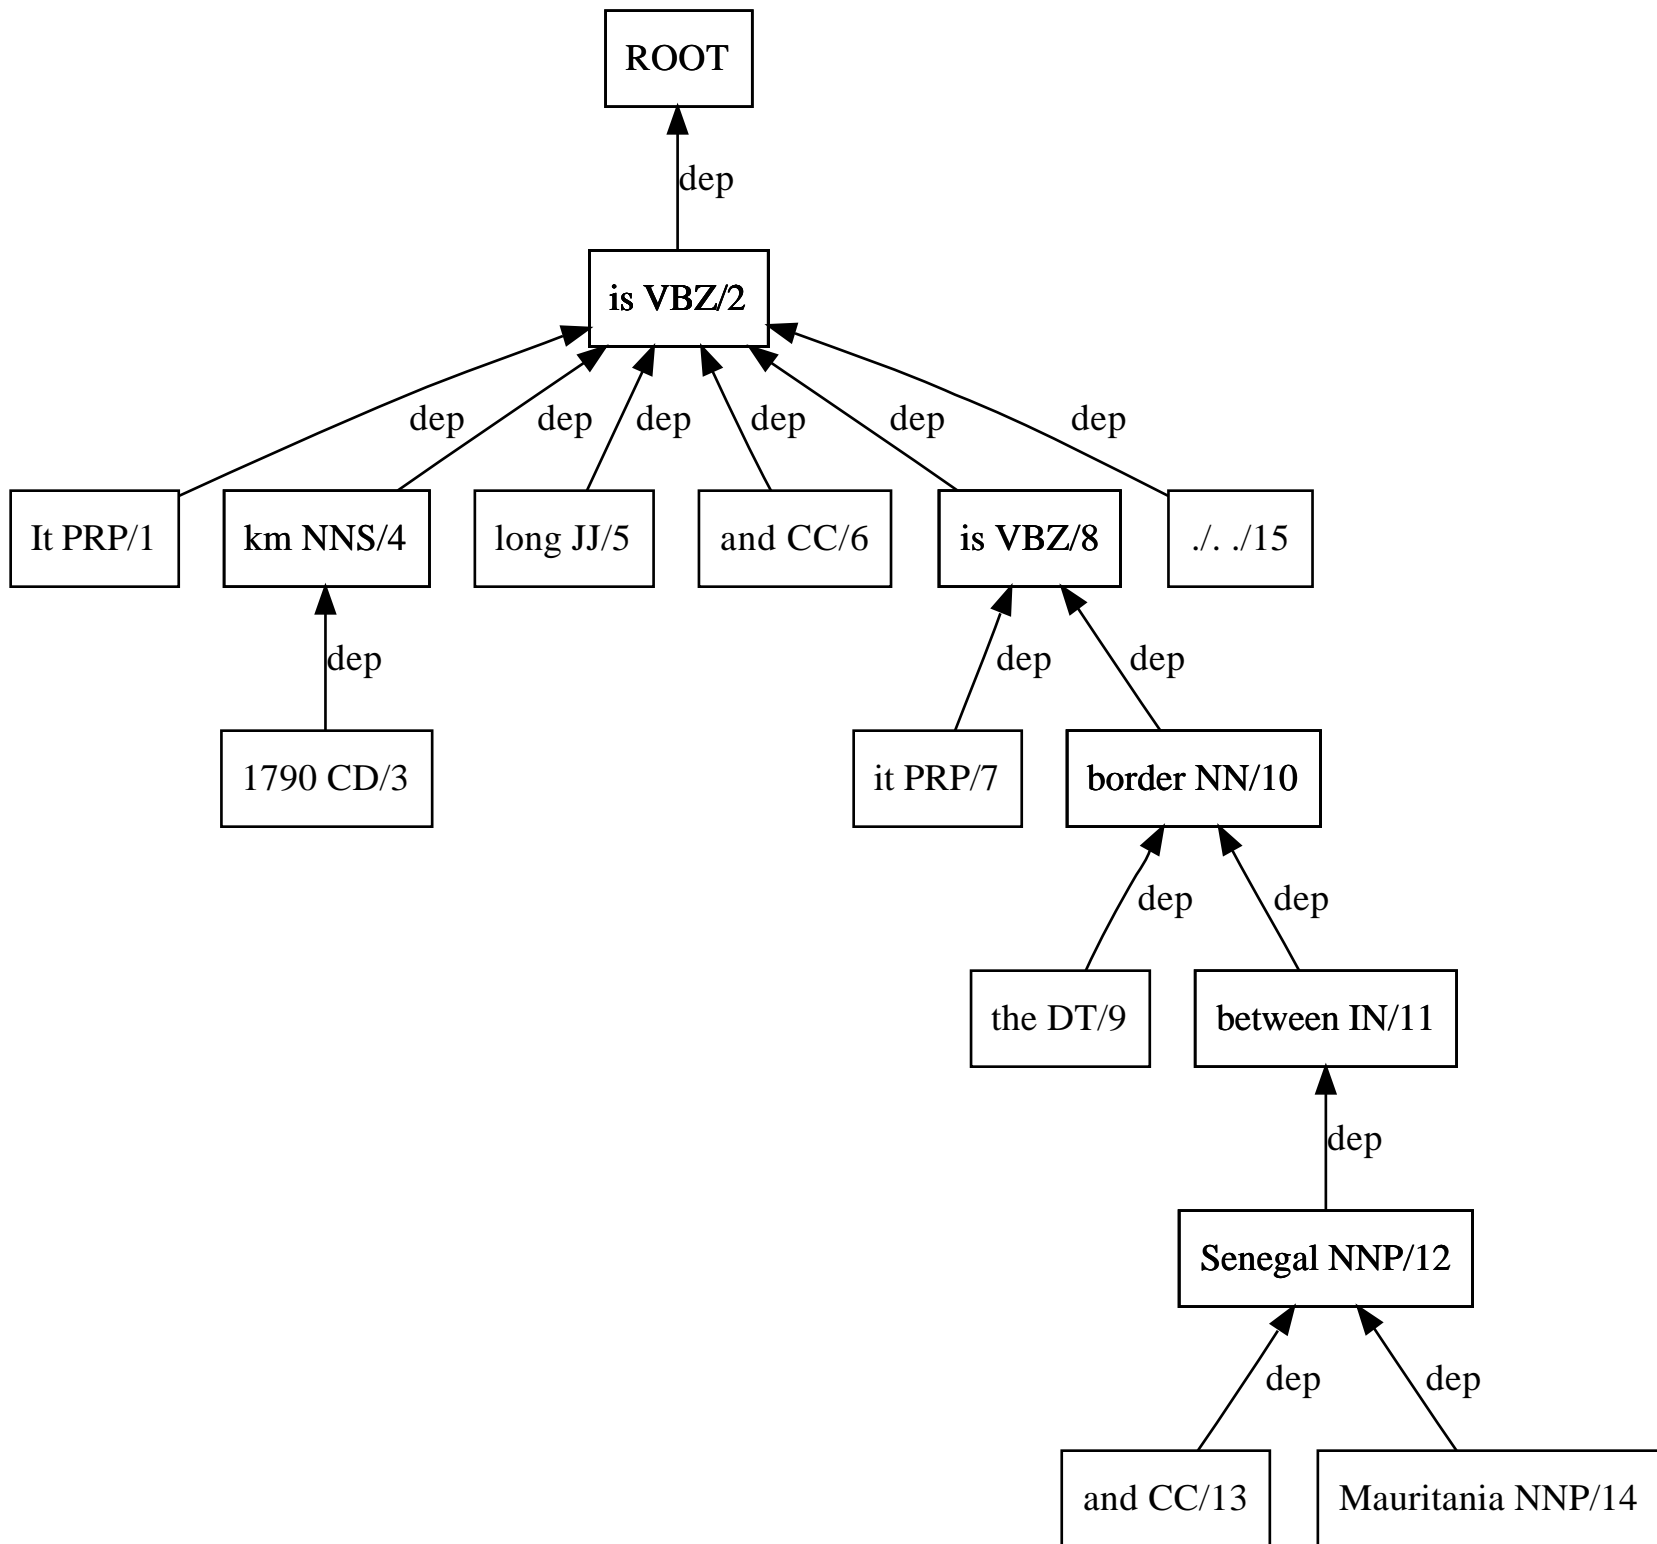 ROOT
dep
is VBZ/2
dep dep dep dep dep dep
It PRP/1 km NNS/4 long JJ/5 and CC/6 is VBZ/8 ./. ./15
dep dep dep
1790 CD/3 it PRP/7 border NN/10
dep dep
the DT/9 between IN/11
dep
Senegal NNP/12
dep dep
and CC/13 Mauritania NNP/14